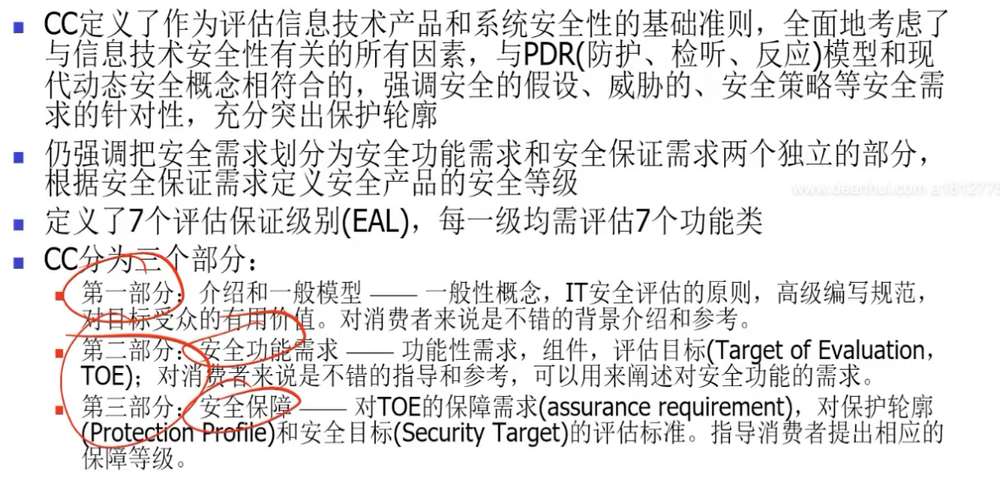 CC定义了作为评估信息技术产品和系统安全性的基础准则，全面地考虑了
与信息技术安全性有关的所有因素，与PDR(防护、检听、反应)模型和现
代动态安全概念相符合的，强调安全的假设、威胁的、安全策略等安全需
求的针对性，充分突出保护轮廓
仍强调把安全需求划分为安全功能需求和安全保证需求两个独立的部分，
根据安全保证需求定义安全产品的安全等级
www.deanhui.com a1812775
定义了7个评估保证级别(EAL)，每一级均需评估7个功能类
CC分为三个部分：
第一部分：介绍和一般模型 —— 一般性概念，IT安全评估的原则，高级编写规范，
对目标受众的有用价值。对消费者来说是不错的背景介绍和参考。
第二部分：安全功能需求 —— 功能性需求，组件，评估目标(Target of Evaluation，
TOE)；对消费者来说是不错的指导和参考，可以用来阐述对安全功能的需求。
第三部分：安全保障 —— 对TOE的保障需求(assurance requirement)，对保护轮廓
(Protection Profile)和安全目标(Security Target)的评估标准。指导消费者提出相应的
保障等级。